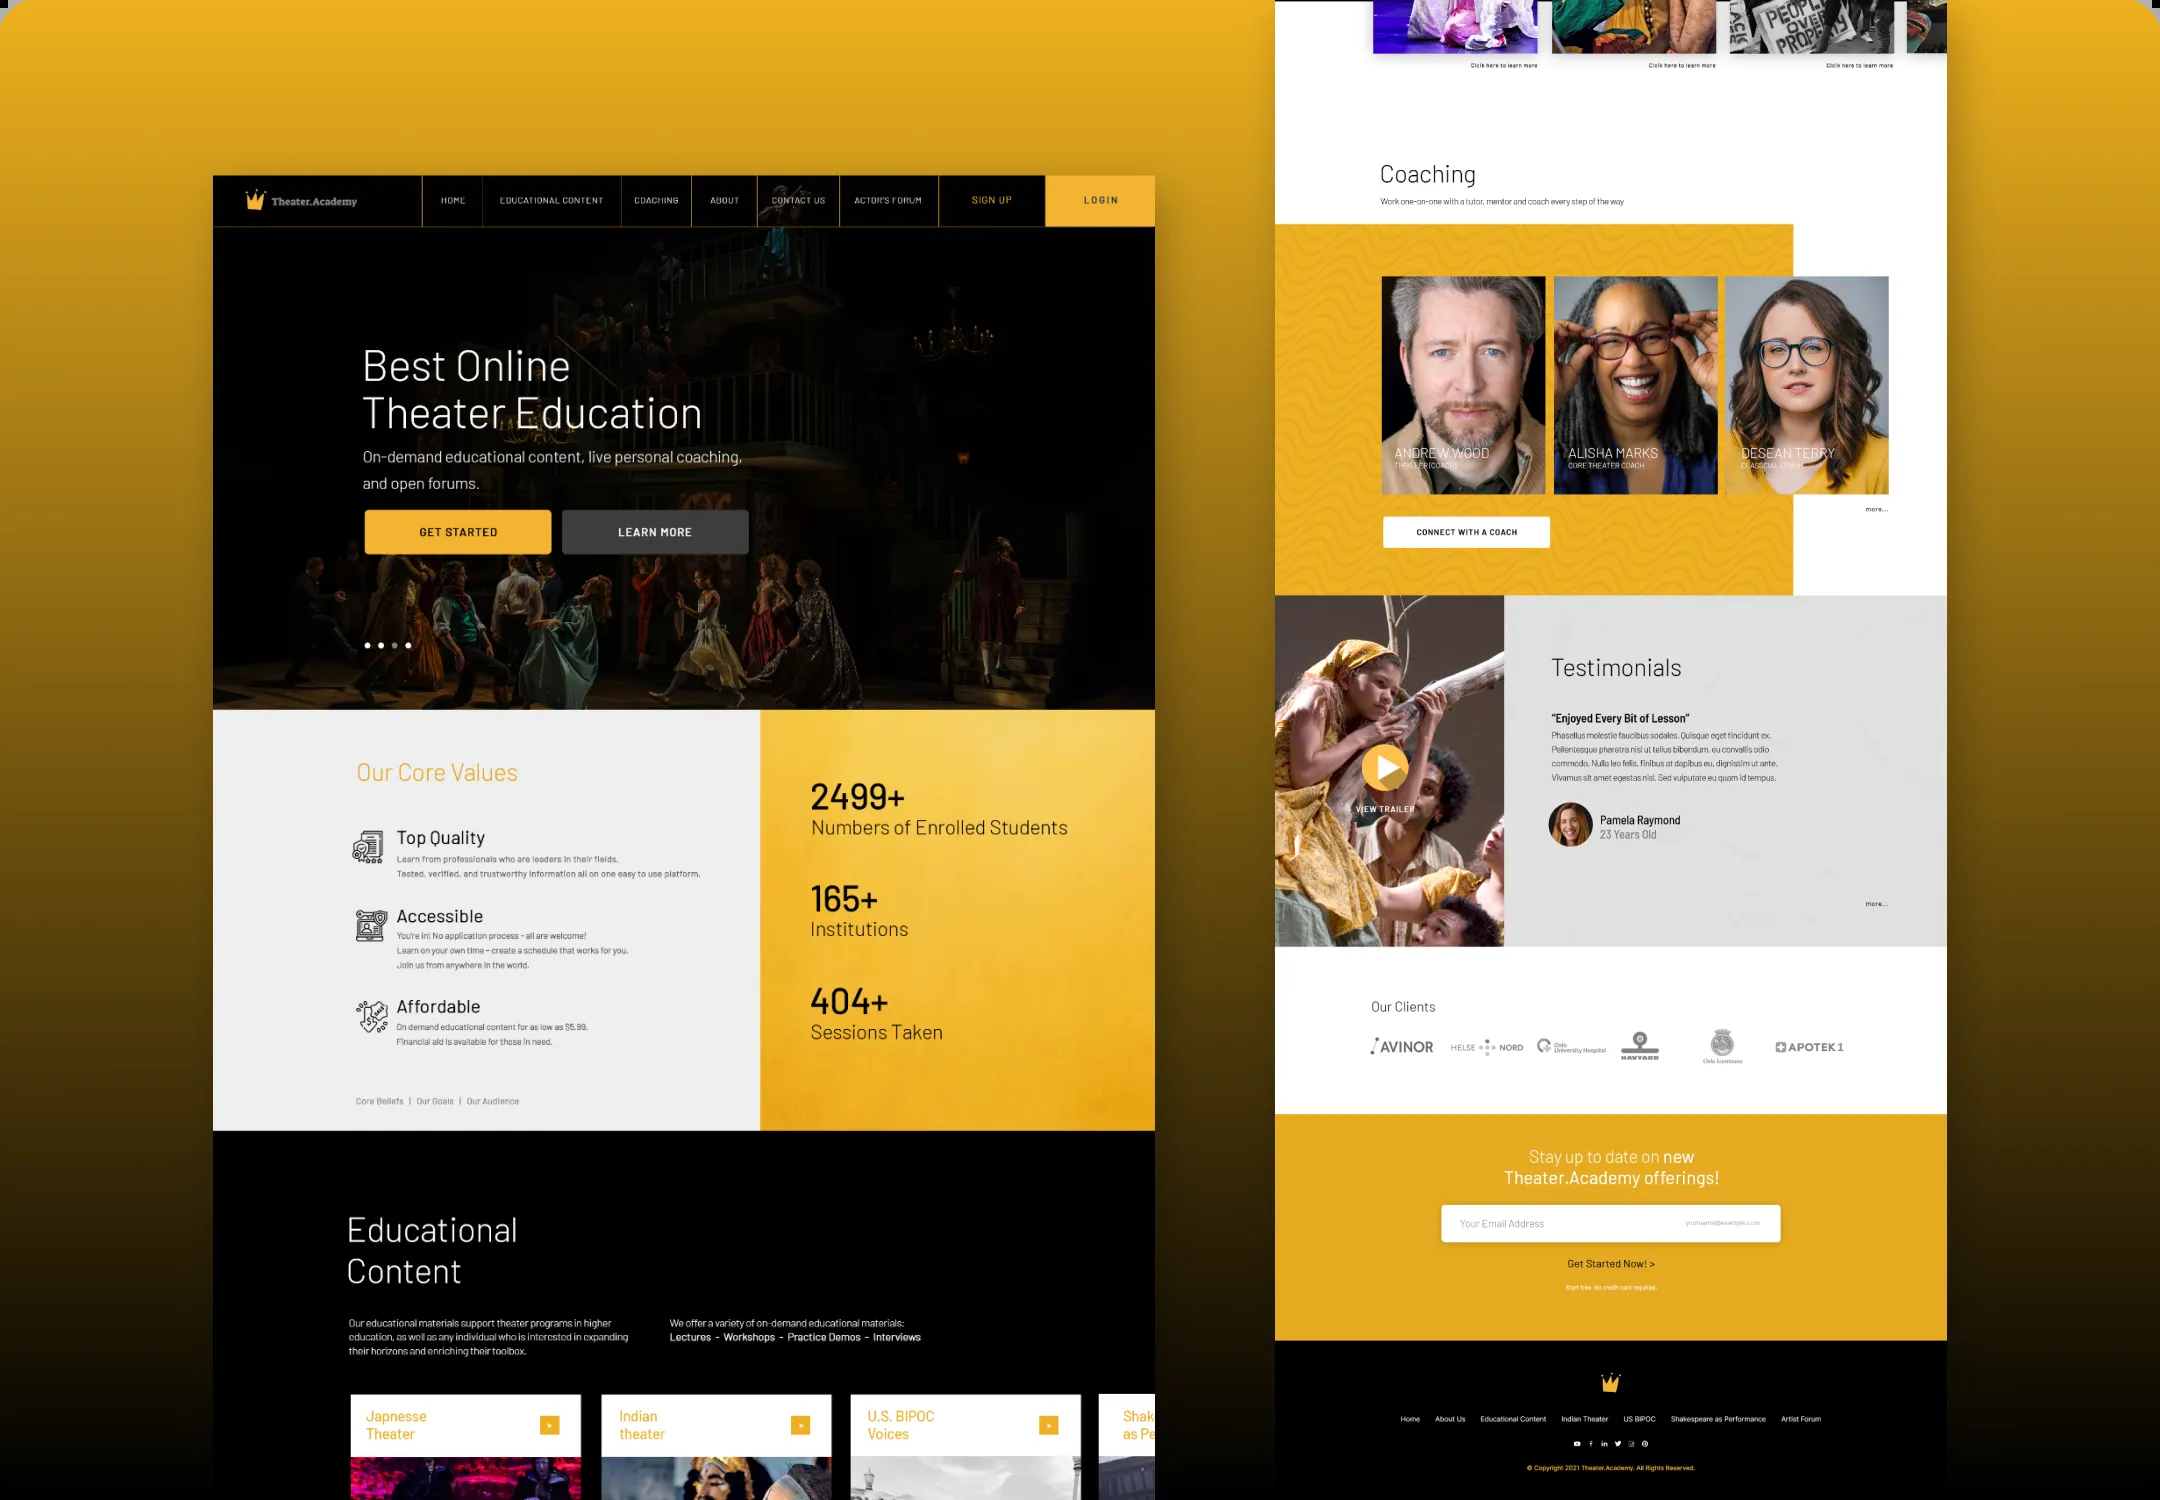 Theater.Academy
HOME
EDUCATIONAL CONTENT
COACHING
ABOUT
CONTACT US
ACTOR'S FORUM
SIGN UP
LOGIN
Best Online
Theater Education
On-demand educational content, live personal coaching,
and open forums.
GET STARTED
LEARN MORE
Our Core Values
Top Quality
Learn from professionals who are leaders in their fields.
Tested, verified, and trustworthy information all on one easy to use platform.
Accessible
You're in! No application process - all are welcome!
Learn on your own time - create a schedule that works for you.
Join us from anywhere in the world.
Affordable
On demand educational content for as low as $5.99.
Financial aid is available for those in need.
Core Beliefs | Our Goals | Our Audience
2499+
Numbers of Enrolled Students
165+
Institutions
404+
Sessions Taken
Educational
Content
Our educational materials support theater programs in higher
education, as well as any individual who is interested in expanding
their horizons and enriching their toolbox.
We offer a variety of on-demand educational materials:
Lectures - Workshops - Practice Demos - Interviews
Japnesse
Theater
Indian
theater
U.S. BIPOC
Voices
Shak
as Pe
PEOPLE
OVER
PROPERTY
Clcik here to learn more
Clcik here to learn more
Clcik here to learn more
Coaching
Work one-on-one with a tutor, mentor and coach every step of the way
ANDREW WOOD
ALISHA MARKS
CORE THEATER COACH
DESEAN TERRY
more...
CONNECT WITH A COACH
VIEW TRAILER
Testimonials
“Enjoyed Every Bit of Lesson”
Phasellus molestie faucibus sodales. Quisque eget tincidunt ex.
Pellentesque pharetra nisl ut tellus bibendum, eu convallis odio
commodo. Nulla leo felis, finibus at dapibus eu, dignissim ut ante.
Vivamus sit amet egestas nisl. Sed vulputate eu quam id tempus.
Pamela Raymond
23 Years Old
more...
Our Clients
AVINOR
HELSE NORD
Oslo
University Hospital
HAVYARD
Oslo kommune
APOTEK 1
Stay up to date on new
Theater.Academy offerings!
Your Email Address
yourname@example.com
Get Started Now! >
Start free. No credit card required.
Home
About Us
Educational Content
Indian Theater
US BIPOC
Shakespeare as Performance
Artist Forum
© Copyright 2021 Theater.Academy. All Rights Reserved.